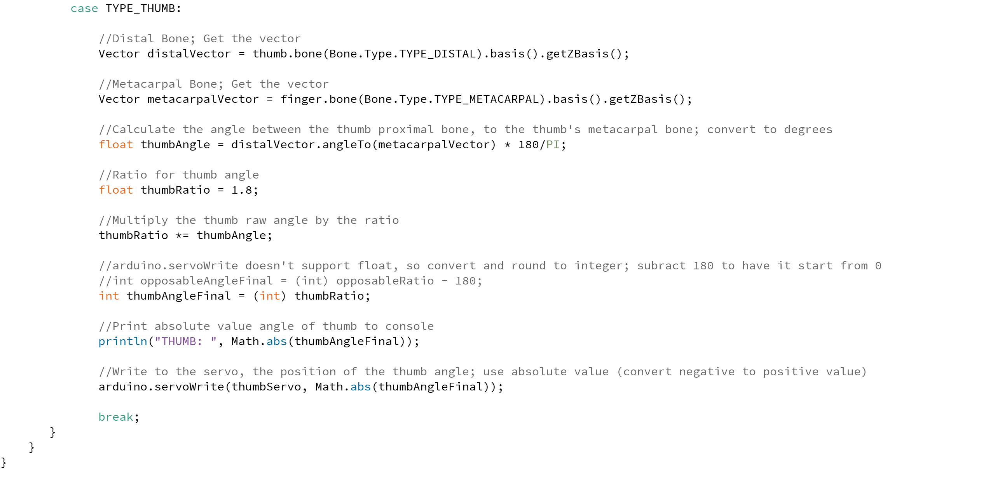 case TYPE_THUMB:
//Distal Bone; Get the vector
Vector distalVector = thumb.bone(Bone.Type.TYPE_DISTAL).basis().getZBasis();
//Metacarpal Bone; Get the vector
Vector metacarpalVector = finger.bone(Bone.Type.TYPE_METACARPAL).basis().getZBasis();
//Calculate the angle between the thumb proximal bone, to the thumb's metacarpal bone; convert to degrees
float thumbAngle = distalVector.angleTo(metacarpalVector) * 180/PI;
//Ratio for thumb angle
float thumbRatio = 1.8;
//Multiply the thumb raw angle by the ratio
thumbRatio *= thumbAngle;
//arduino.servoWrite doesn't support float, so convert and round to integer; subract 180 to have it start from 0
//int opposableAngleFinal = (int) opposableRatio - 180;
int thumbAngleFinal = (int) thumbRatio;
//Print absolute value angle of thumb to console
println("THUMB: ", Math.abs(thumbAngleFinal));
//Write to the servo, the position of the thumb angle; use absolute value (convert negative to positive value)
arduino.servoWrite(thumbServo, Math.abs(thumbAngleFinal));
break;
}
}
}